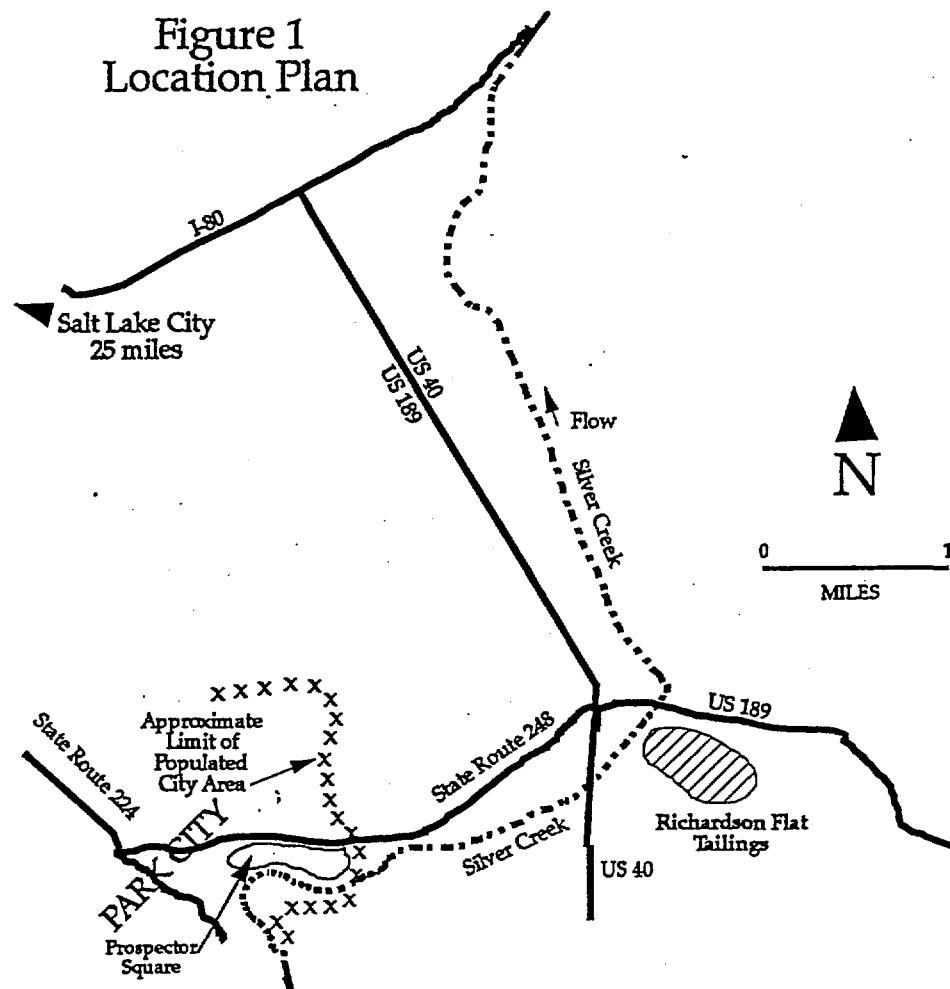 Figure 1
Location Plan
I-80
Salt Lake City
25 miles
US 40
US 189
Flow
Silver Creek
N
0 1
MILES
US 189
State Route 248
Approximate
Limit of
Populated
City Area
State Route 224
PARK CITY
Silver Creek
Richardson Flat
Tailings
US 40
Prospector
Square